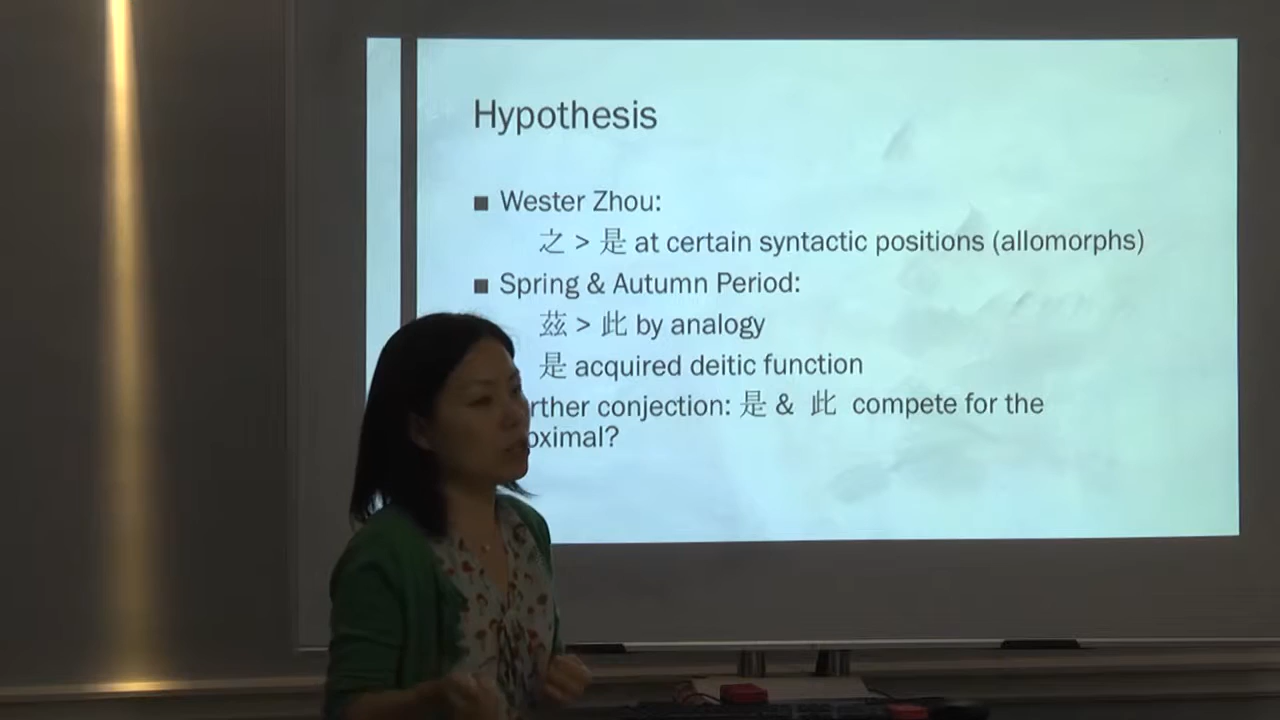 Hypothesis
■ Wester Zhou:
之 > 是 at certain syntactic positions (allomorphs)
■ Spring & Autumn Period:
茲 > 此 by analogy
是 acquired deitic function
rther conjection: 是 & 此 compete for the
oximal?